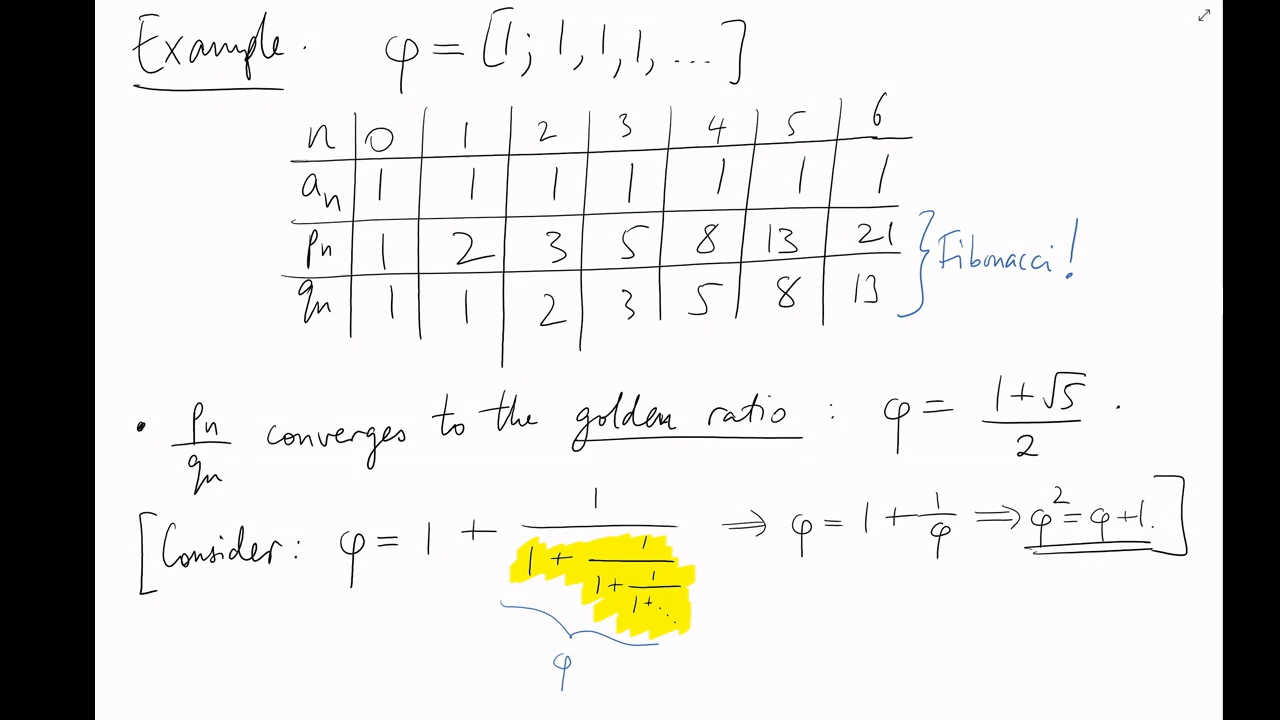 Example. φ = [1; 1, 1, 1, ...]
n | 0 | 1 | 2 | 3 | 4 | 5 | 6
aₙ | 1 | 1 | 1 | 1 | 1 | 1 | 1
pₙ | 1 | 2 | 3 | 5 | 8 | 13 | 21
qₙ | 1 | 1 | 2 | 3 | 5 | 8 | 13
} Fibonacci!
• pₙ/qₙ converges to the golden ratio : φ = (1+√5)/2 .
[Consider: φ = 1 + 1/(1 + 1/(1 + 1/(1+⋱))) ⟹ φ = 1 + 1/φ ⟹ φ² = φ+1.]
φ